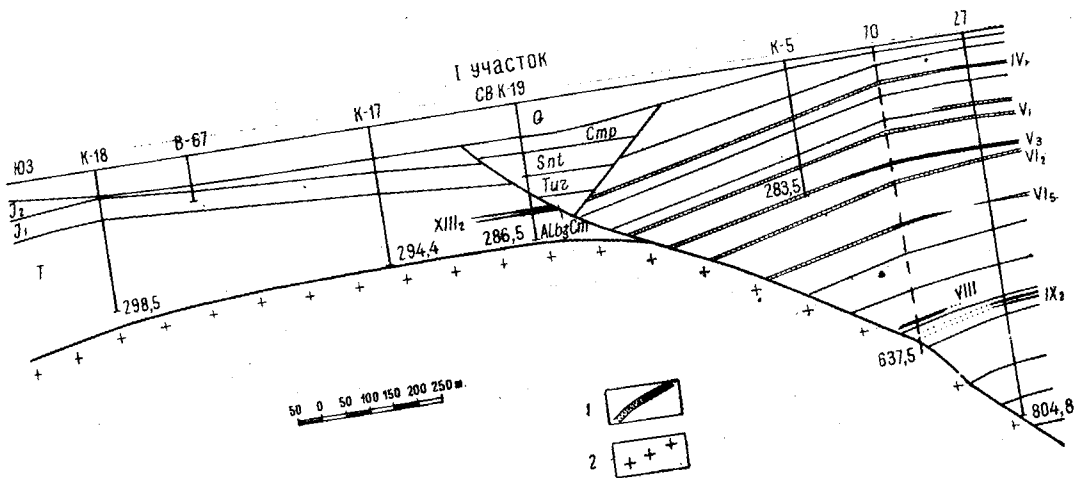 I участок
ЮЗ
К-18
В-67
К-17
СВ К-19
К-5
70
27
Q
Cmp
Snt
Tur
IV₇
V₁
V₃
VI₂
VI₅
VIII
IX₂
J₂
J₁
T
XIII₂
ALb₃Cm
298,5
294,4
286,5
283,5
637,5
804,8
50 0 50 100 150 200 250 м.
1
2